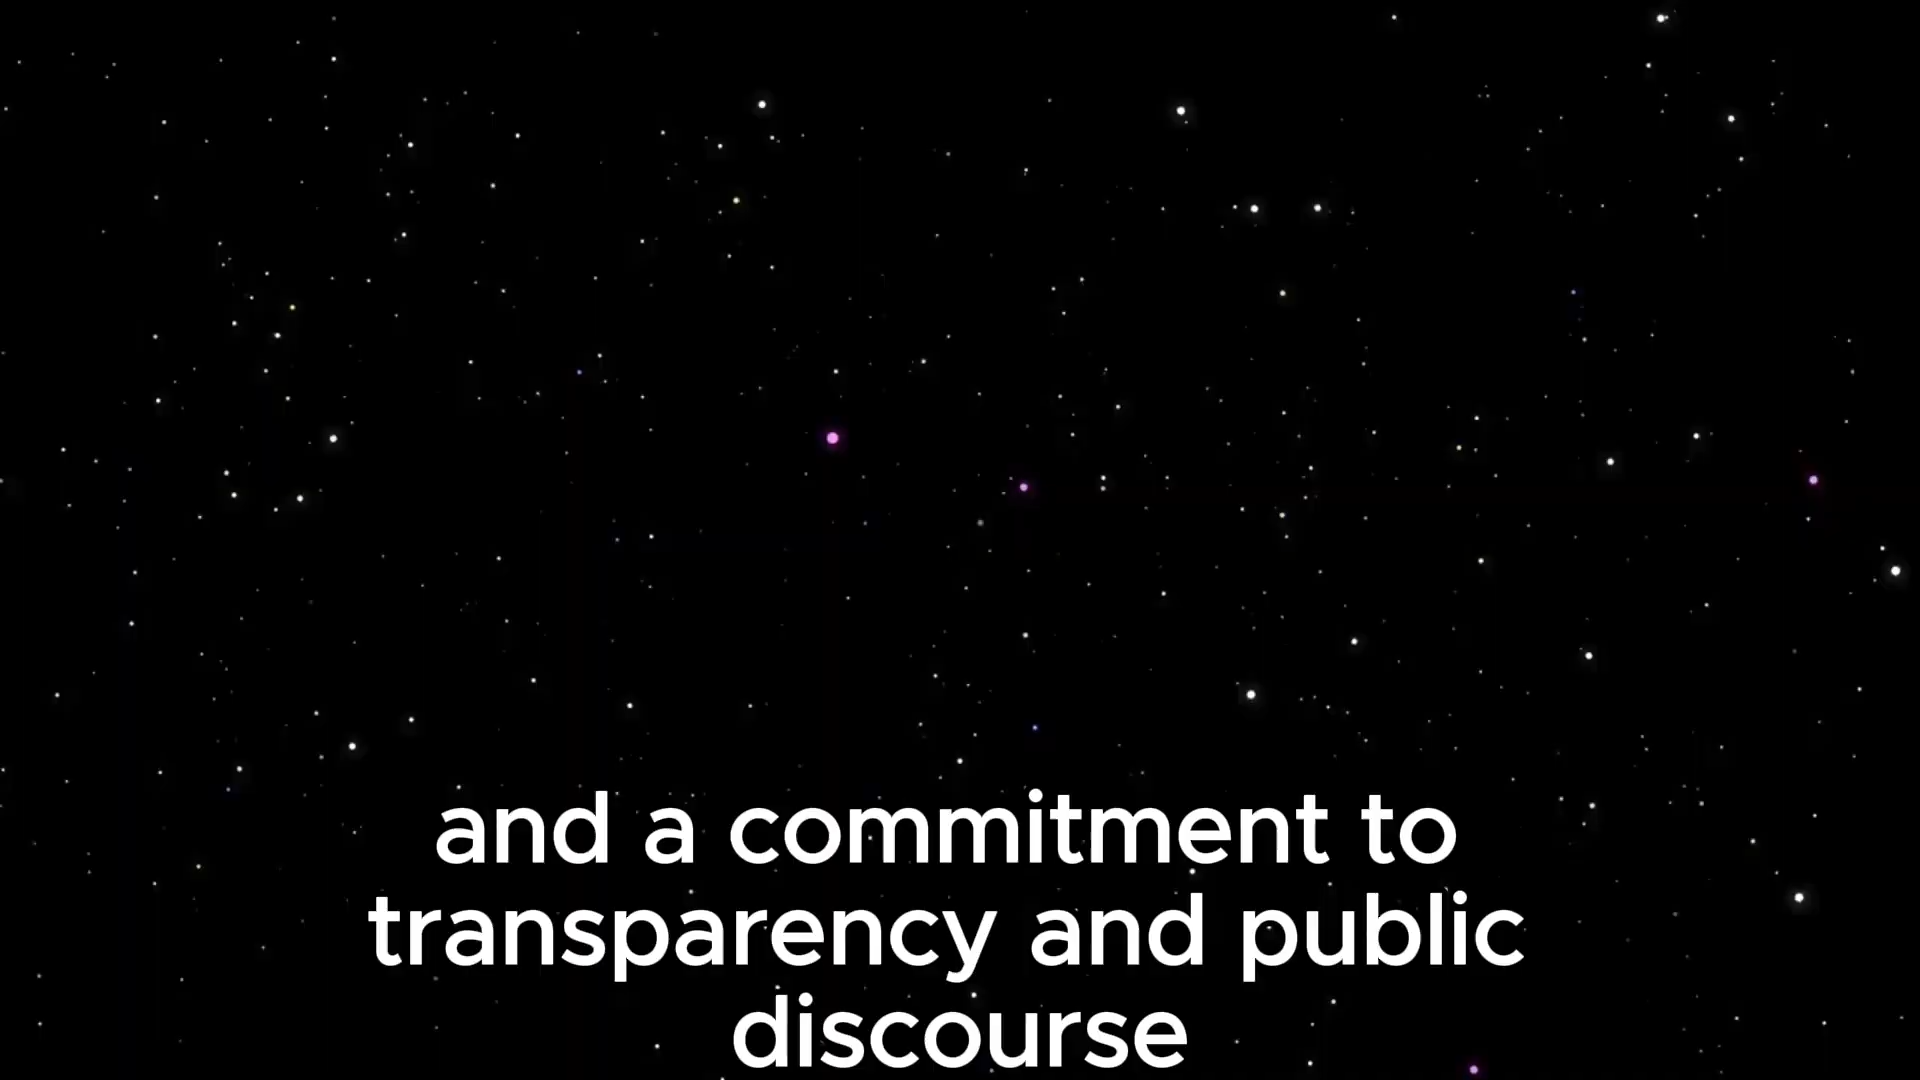 and a commitment to
transparency and public
discourse